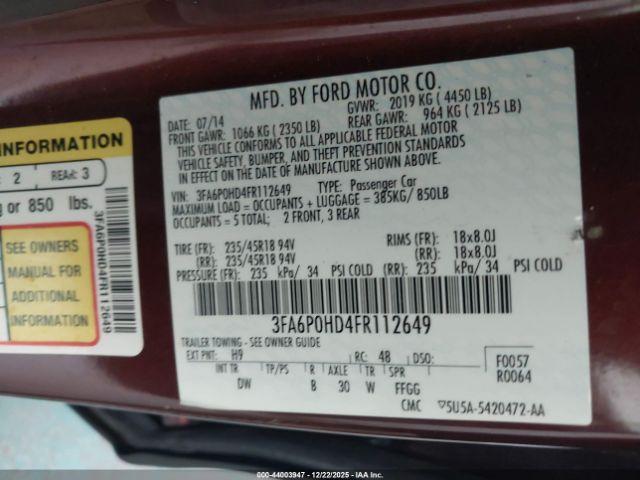 MFD. BY FORD MOTOR CO.
DATE: 07/14 GVWR: 2019 KG ( 4450 LB)
FRONT GAWR: 1066 KG ( 2350 LB) REAR GAWR: 964 KG ( 2125 LB)
THIS VEHICLE CONFORMS TO ALL APPLICABLE FEDERAL MOTOR
VEHICLE SAFETY, BUMPER, AND THEFT PREVENTION STANDARDS
IN EFFECT ON THE DATE OF MANUFACTURE SHOWN ABOVE.
VIN: 3FA6P0HD4FR112649 TYPE: Passenger Car
MAXIMUM LOAD = OCCUPANTS + LUGGAGE = 385KG/ 850LB
OCCUPANTS = 5 TOTAL; 2 FRONT, 3 REAR
TIRE (FR): 235/45R18 94V RIMS (FR): 18x8.0J
(RR): 235/45R18 94V (RR): 18x8.0J
PRESSURE (FR): 235 kPa/ 34 PSI COLD (RR): 235 kPa/ 34 PSI COLD
3FA6P0HD4FR112649
TRAILER TOWING - SEE OWNER GUIDE
EXT PNT: H9 RC: 48 DSO: F0057
R0064
INT TR TP/PS R AXLE TR SPR
DW B 30 W FFGG
CMC 5U5A-5420472-AA
INFORMATION
: 2 REAR: 3
g or 850 lbs.
SEE OWNERS
MANUAL FOR
ADDITIONAL
INFORMATION
3FA6P0HD4FR112649
000-44003947 | 12/22/2025 - IAA Inc.